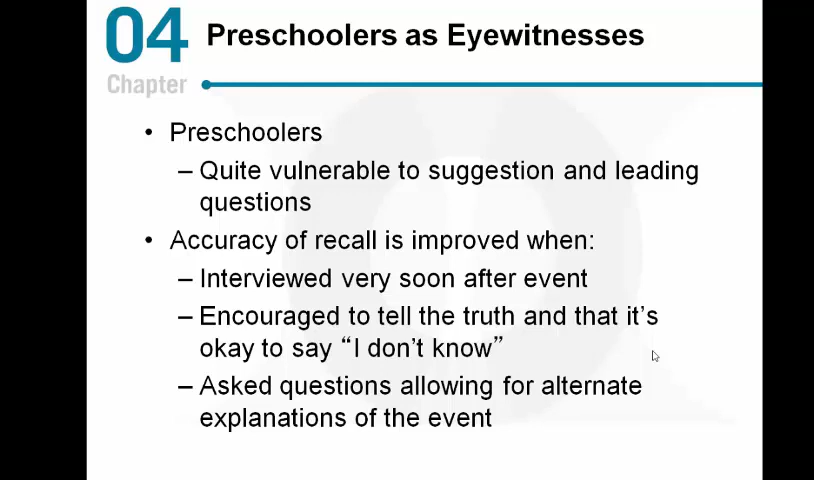 04
Chapter
Preschoolers as Eyewitnesses
• Preschoolers
– Quite vulnerable to suggestion and leading
questions
• Accuracy of recall is improved when:
– Interviewed very soon after event
– Encouraged to tell the truth and that it’s
okay to say “I don’t know”
– Asked questions allowing for alternate
explanations of the event